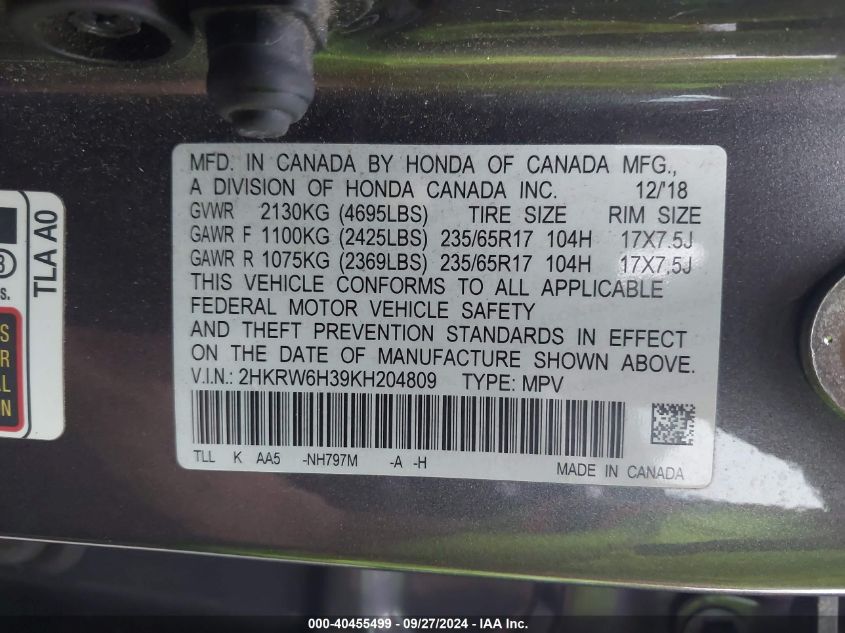 MFD. IN CANADA BY HONDA OF CANADA MFG.,
A DIVISION OF HONDA CANADA INC. 12/'18
GVWR 2130KG (4695LBS) TIRE SIZE RIM SIZE
GAWR F 1100KG (2425LBS) 235/65R17 104H 17X7.5J
GAWR R 1075KG (2369LBS) 235/65R17 104H 17X7.5J
THIS VEHICLE CONFORMS TO ALL APPLICABLE
FEDERAL MOTOR VEHICLE SAFETY
AND THEFT PREVENTION STANDARDS IN EFFECT
ON THE DATE OF MANUFACTURE SHOWN ABOVE.
V.I.N.: 2HKRW6H39KH204809 TYPE: MPV
TLL K AA5 -NH797M -A -H
MADE IN CANADA
TLA A0
000-40455499 - 09/27/2024 - IAA Inc.